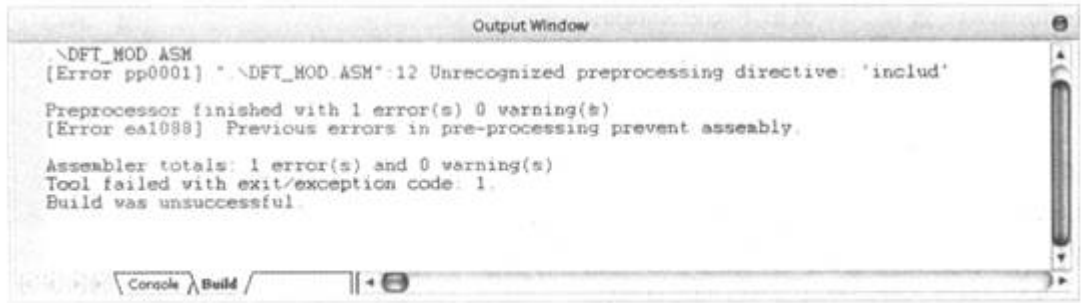 Output Window
.\DFT_MOD.ASM
[Error pp0001] ".\DFT_MOD.ASM":12 Unrecognized preprocessing directive: 'includ'
Preprocessor finished with 1 error(s) 0 warning(s)
[Error ea1088] Previous errors in pre-processing prevent assembly.
Assembler totals: 1 error(s) and 0 warning(s)
Tool failed with exit/exception code: 1.
Build was unsuccessful.
Console Build